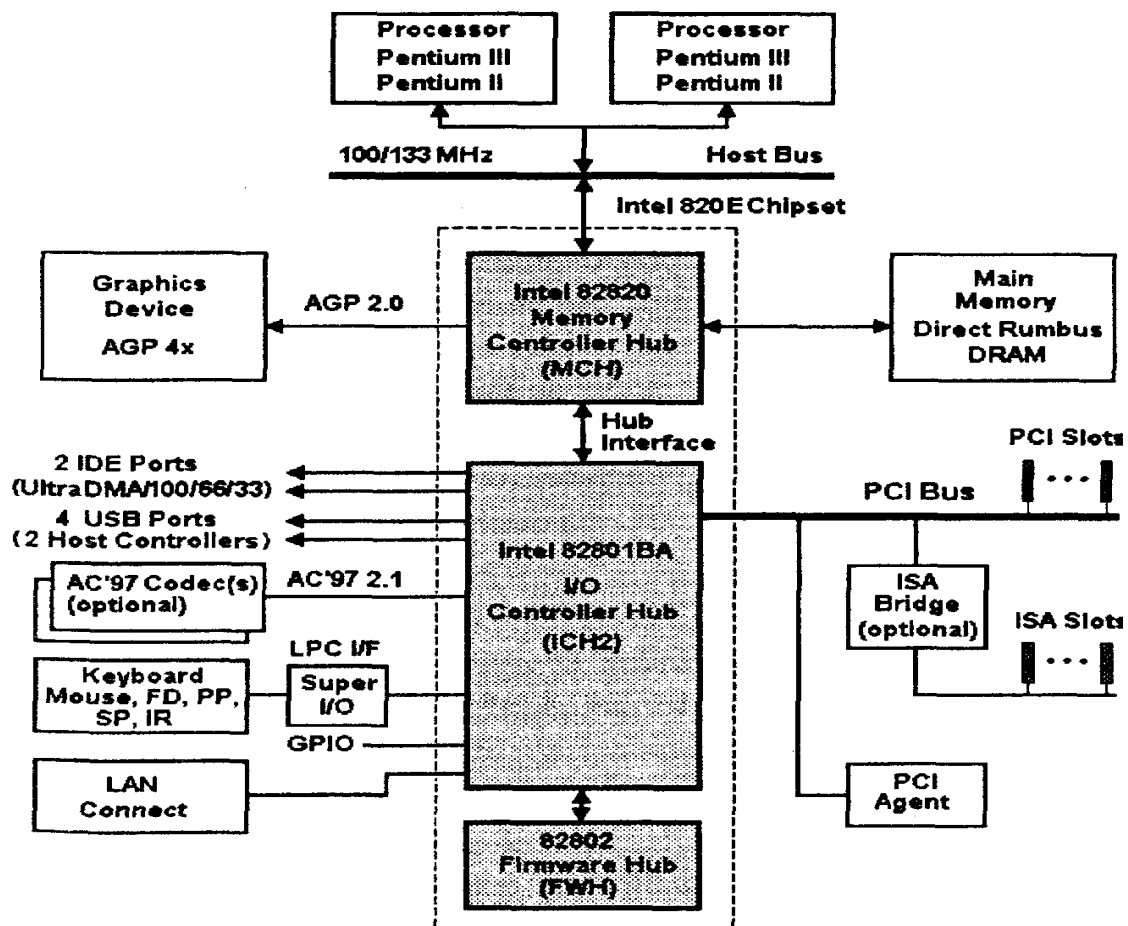 Processor
Pentium III
Pentium II
Processor
Pentium III
Pentium II
100/133 MHz
Host Bus
Intel 820E Chipset
Graphics
Device
AGP 4x
AGP 2.0
Intel 82820
Memory
Controller Hub
(MCH)
Main
Memory
Direct Rumbus
DRAM
Hub
Interface
PCI Slots
2 IDE Ports
(UltraDMA/100/66/33)
PCI Bus
4 USB Ports
(2 Host Controllers)
Intel 82801BA
I/O
Controller Hub
(ICH2)
AC'97 Codec(s)
(optional)
AC'97 2.1
ISA
Bridge
(optional)
ISA Slots
LPC I/F
Keyboard
Mouse, FD, PP,
SP, IR
Super
I/O
GPIO
LAN
Connect
PCI
Agent
82802
Firmware Hub
(FWH)